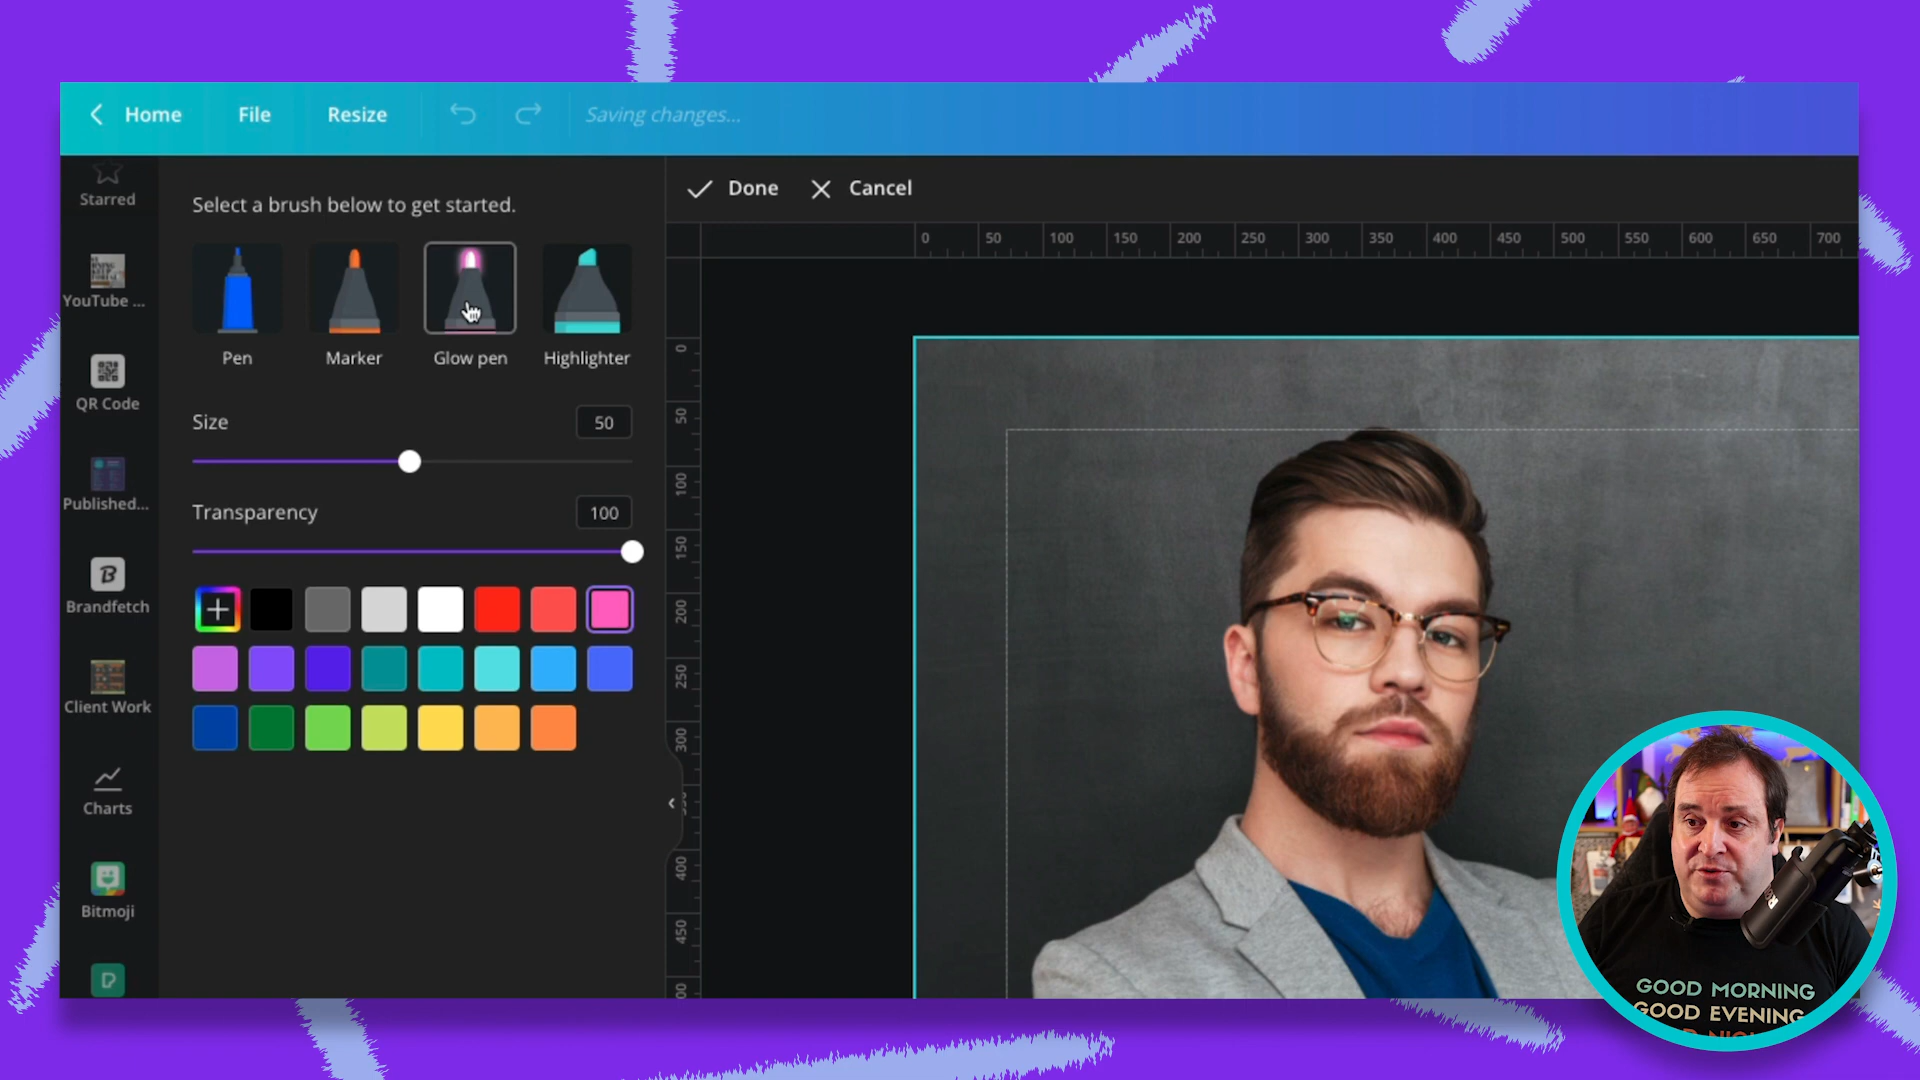 Home File Resize Saving changes...
Starred
YouTube ...
QR Code
Published...
Brandfetch
Client Work
Charts
Bitmoji
Select a brush below to get started.
Pen Marker Glow pen Highlighter
Size 50
Transparency 100
Done Cancel
0 50 100 150 200 250 300 350 400 450 500 550 600 650 700
0
50
100
150
200
250
300
400
450
GOOD MORNING
GOOD EVENING